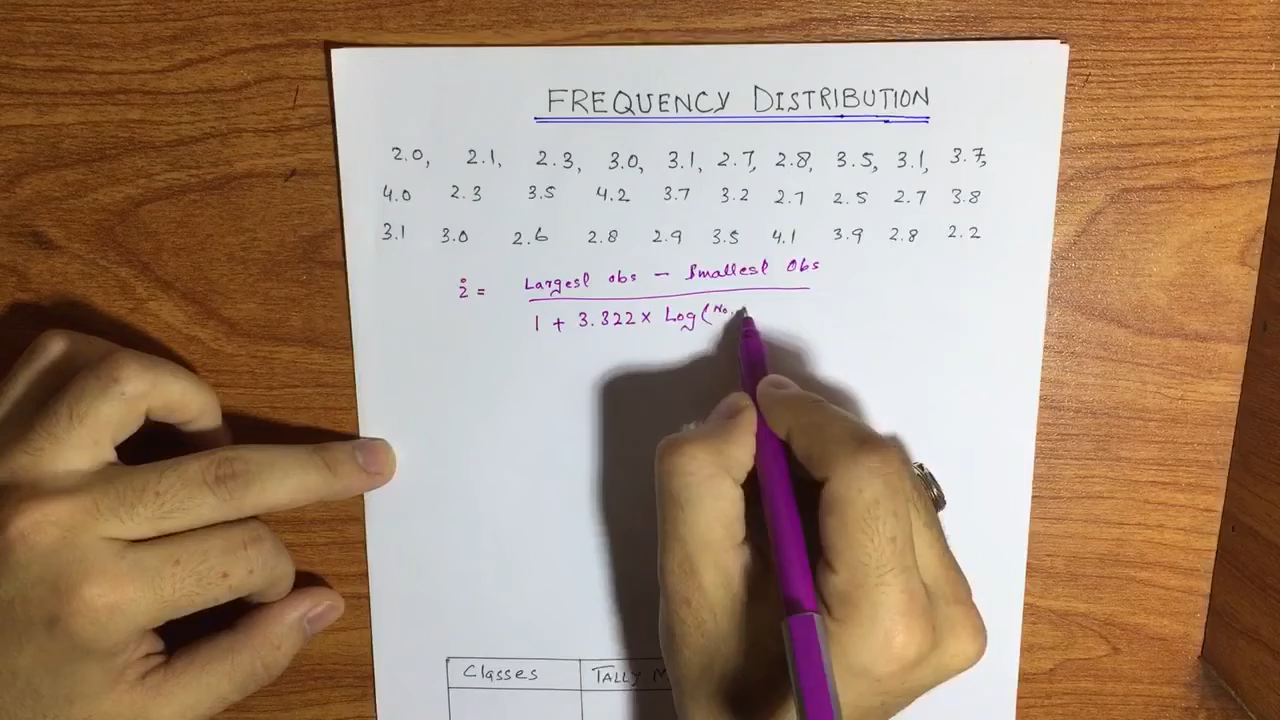 FREQUENCY DISTRIBUTION
2.0, 2.1, 2.3, 3.0, 3.1, 2.7, 2.8, 3.5, 3.1, 3.7,
4.0 2.3 3.5 4.2 3.7 3.2 2.7 2.5 2.7 3.8
3.1 3.0 2.6 2.8 2.9 3.5 4.1 3.9 2.8 2.2
i = Largest obs - Smallest Obs
1 + 3.322 x Log(No.
Classes TALLY M